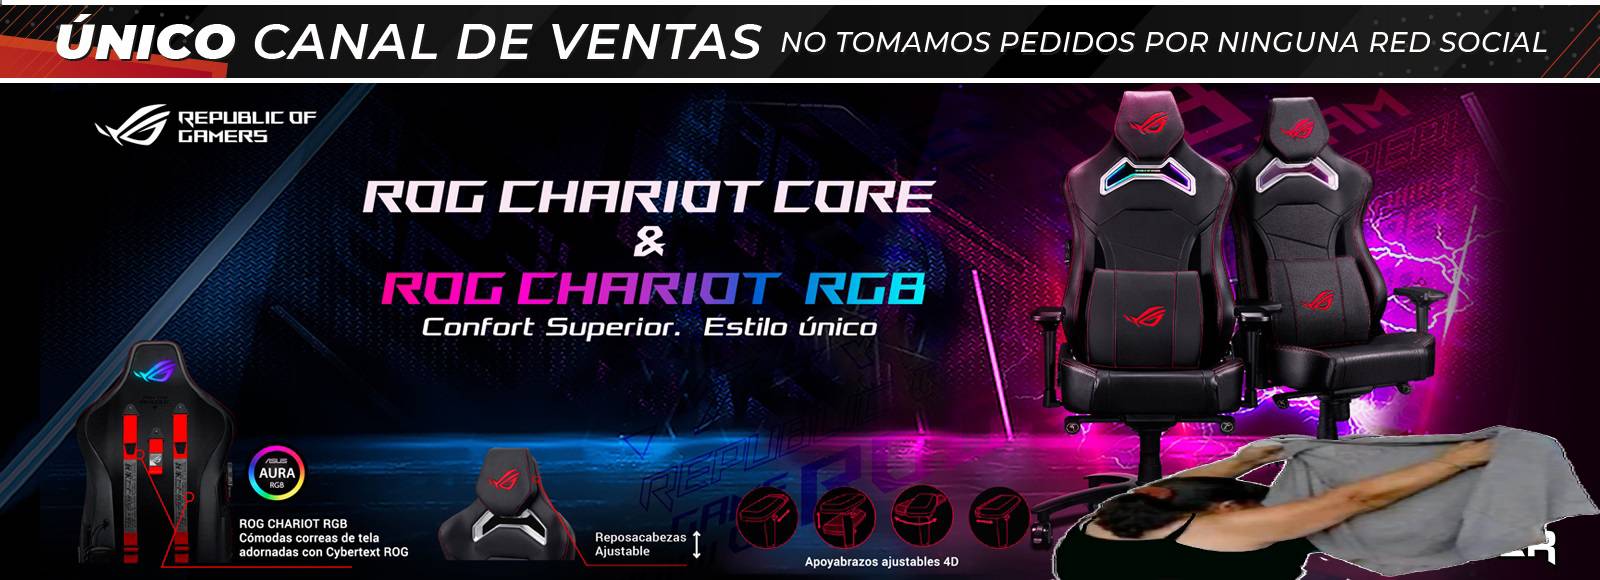 ÚNICO CANAL DE VENTAS NO TOMAMOS PEDIDOS POR NINGUNA RED SOCIAL
REPUBLIC OF
GAMERS
ROG CHARIOT CORE
&
ROG CHARIOT RGB
Confort Superior. Estilo único
ASUS
AURA
RGB
ROG CHARIOT RGB
Cómodas correas de tela
adornadas con Cybertext ROG
Reposacabezas
Ajustable
Apoyabrazos ajustables 4D